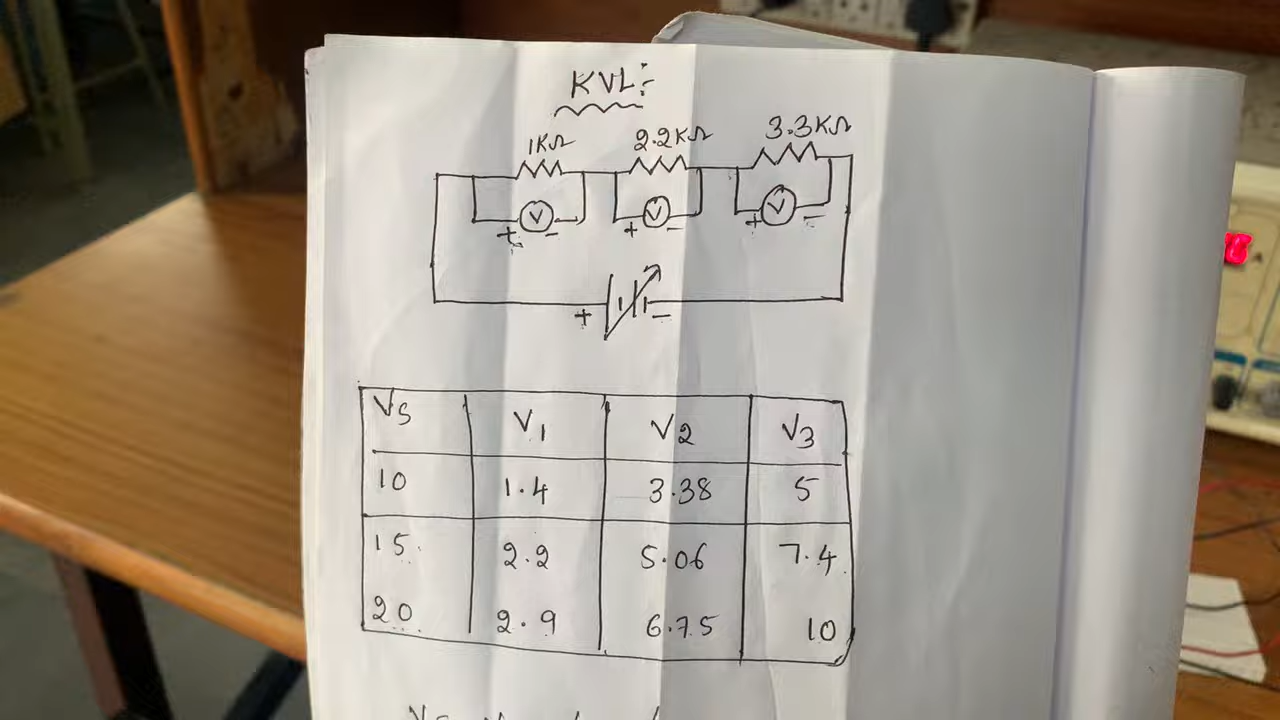 KVL:-
1KΩ 2.2KΩ 3.3KΩ
V V V
+ - + - + -
+ -
Vs V1 V2 V3
10 1.4 3.38 5
15. 2.2 5.06 7.4
20 2.9 6.75 10